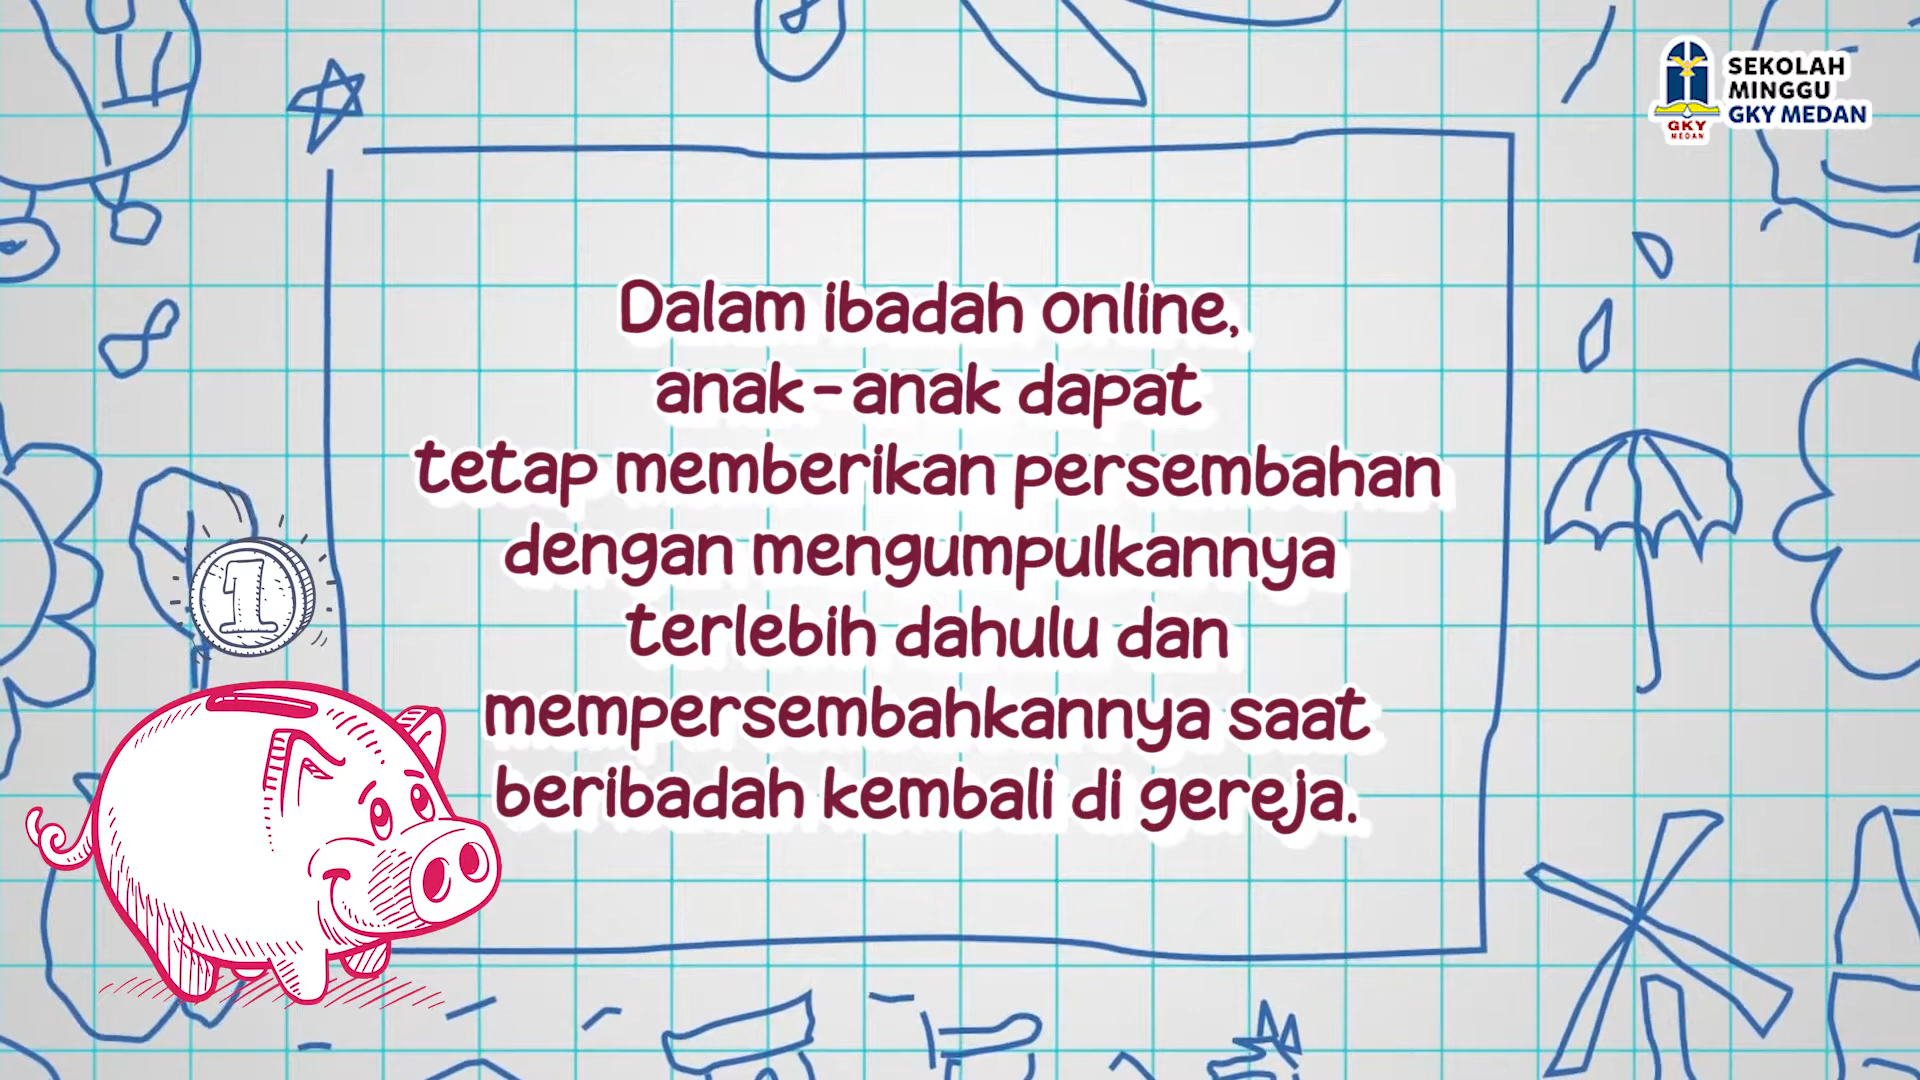 SEKOLAH
MINGGU
GKY MEDAN
GKY
MEDAN
Dalam ibadah online,
anak-anak dapat
tetap memberikan persembahan
dengan mengumpulkannya
terlebih dahulu dan
mempersembahkannya saat
beribadah kembali di gereja.
1